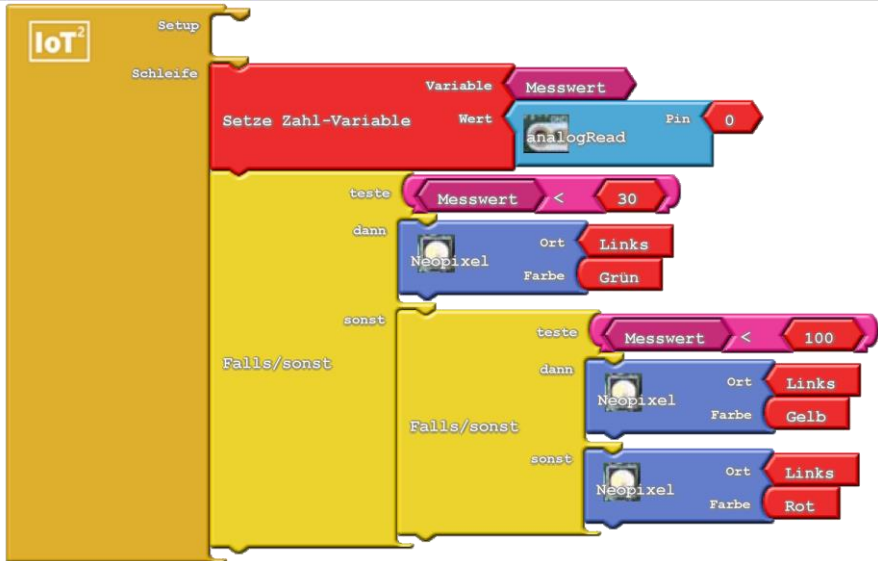 IoT²
Setup
Schleife
Setze Zahl-Variable
Variable Messwert
Wert analogRead Pin 0
Falls/sonst
teste Messwert < 30
dann Neopixel
Ort Links
Farbe Grün
sonst
Falls/sonst
teste Messwert < 100
dann Neopixel
Ort Links
Farbe Gelb
sonst Neopixel
Ort Links
Farbe Rot